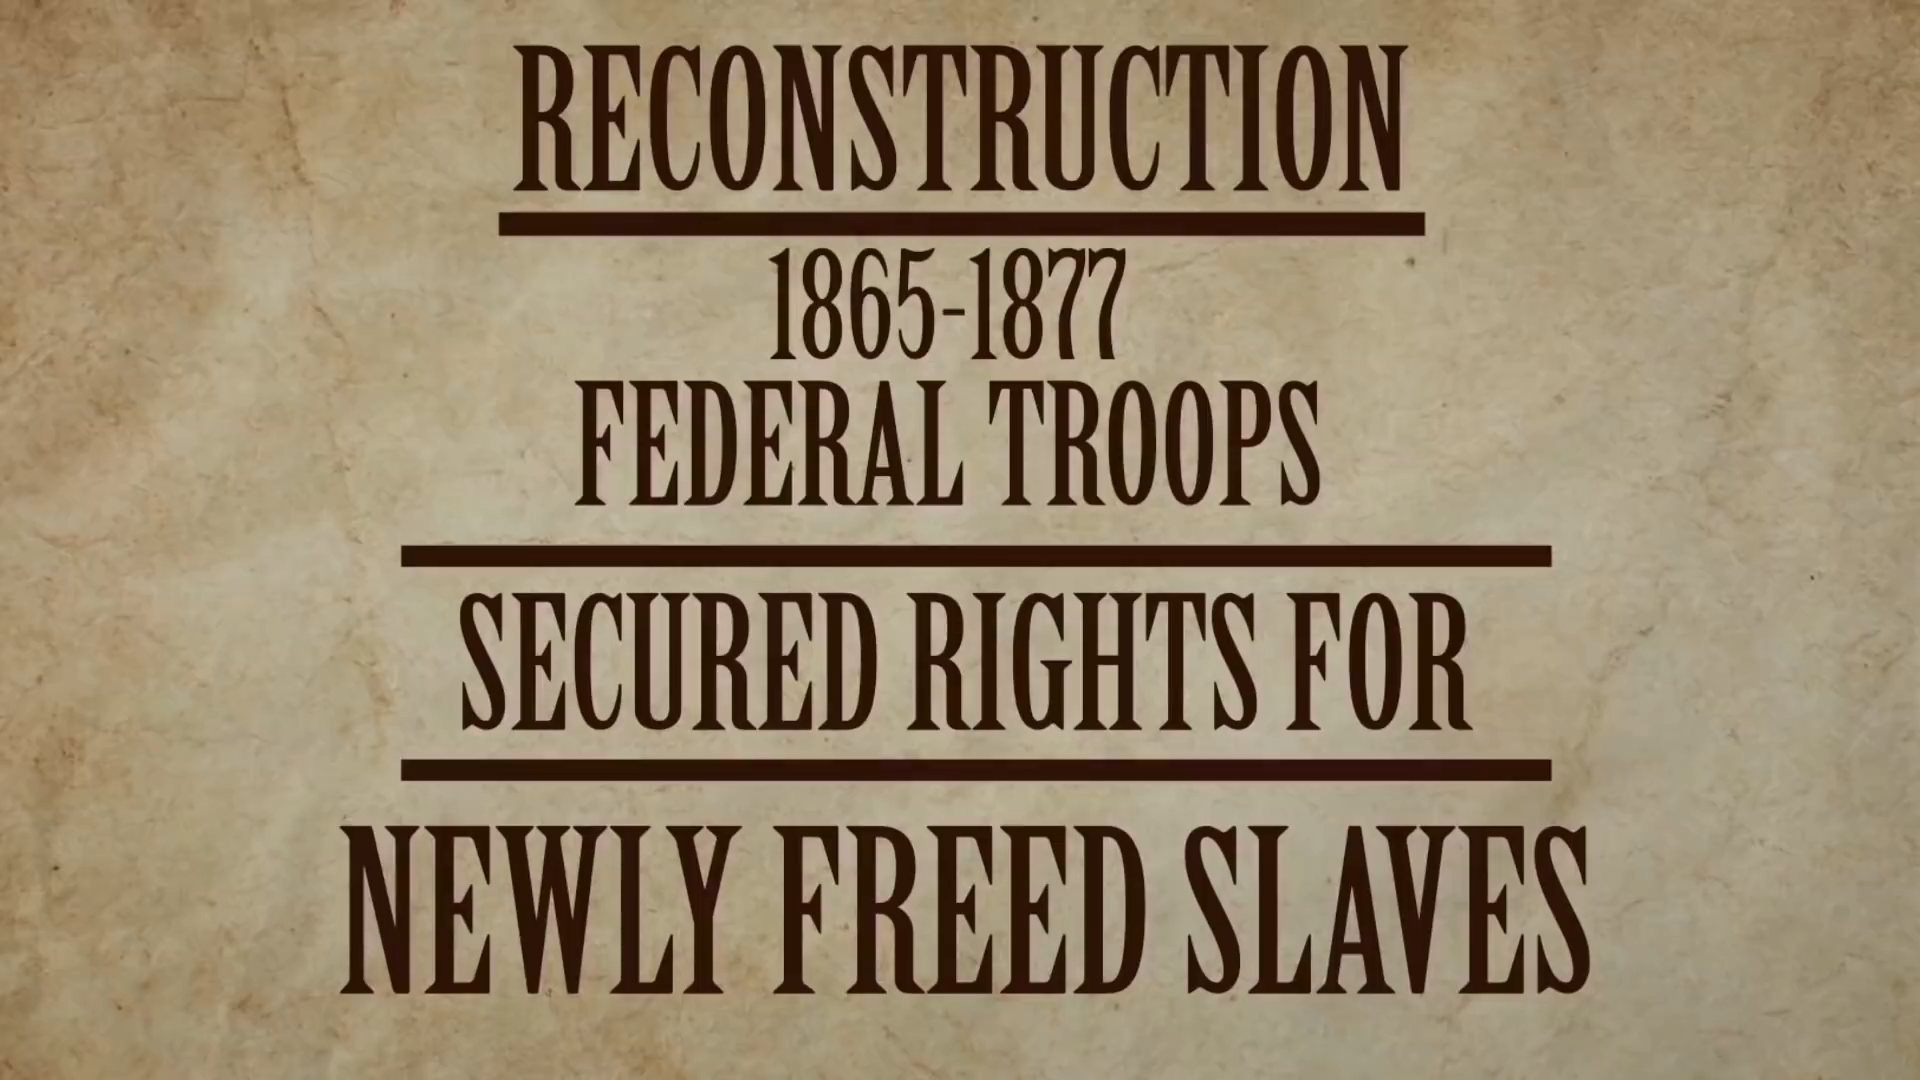 RECONSTRUCTION
1865-1877
FEDERAL TROOPS
SECURED RIGHTS FOR
NEWLY FREED SLAVES